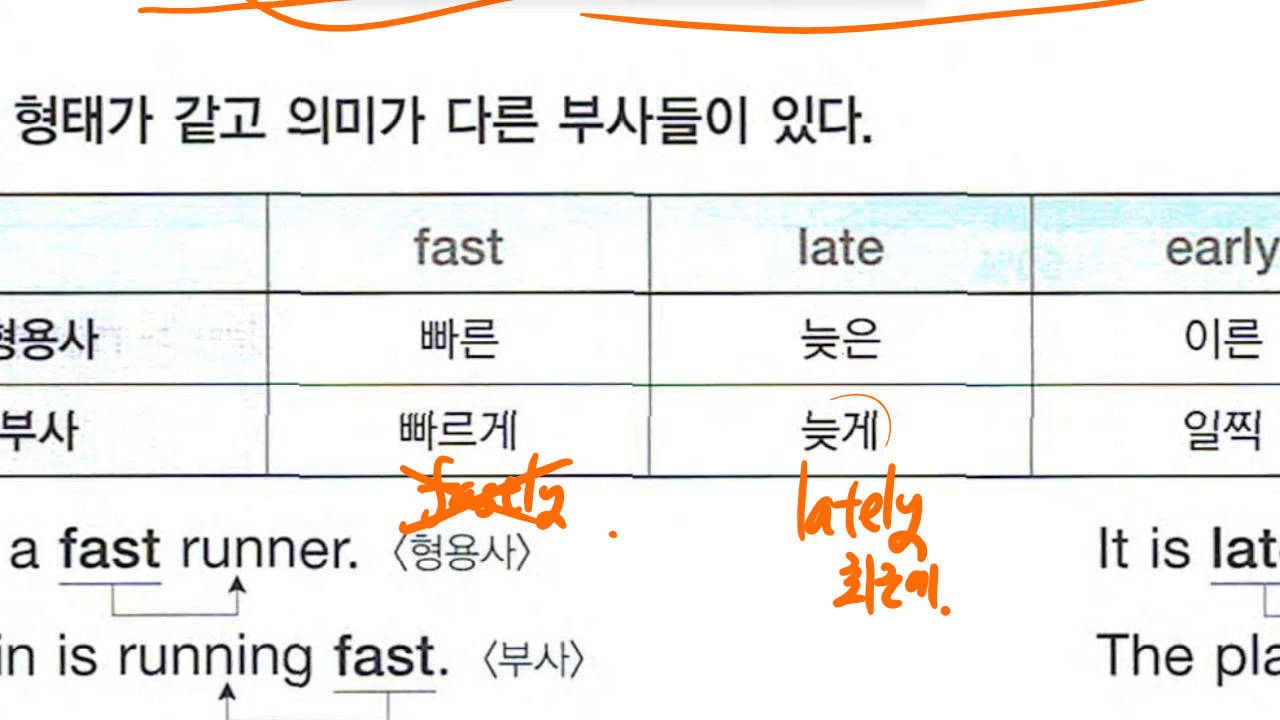 형태가 같고 의미가 다른 부사들이 있다.
fast late early
형용사 빠른 늦은 이른
부사 빠르게 늦게 일찍
fastly lately
최근에.
a fast runner. 〈형용사〉 It is late
in is running fast. 〈부사〉 The pla